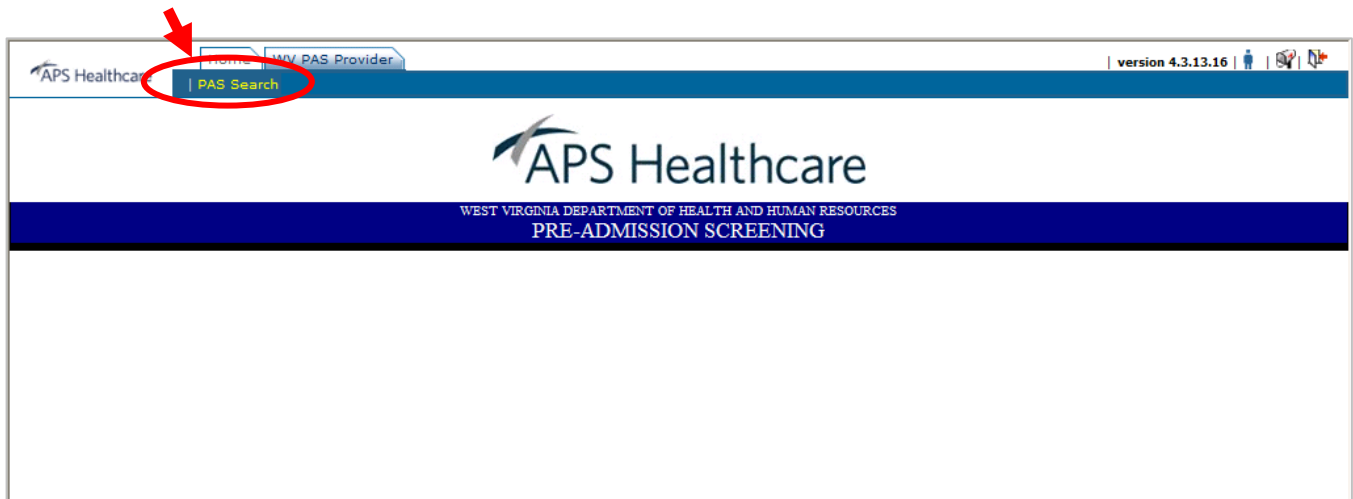 APS Healthcare
Home WV PAS Provider | version 4.3.13.16 | | |
| PAS Search
APS Healthcare
WEST VIRGINIA DEPARTMENT OF HEALTH AND HUMAN RESOURCES
PRE-ADMISSION SCREENING